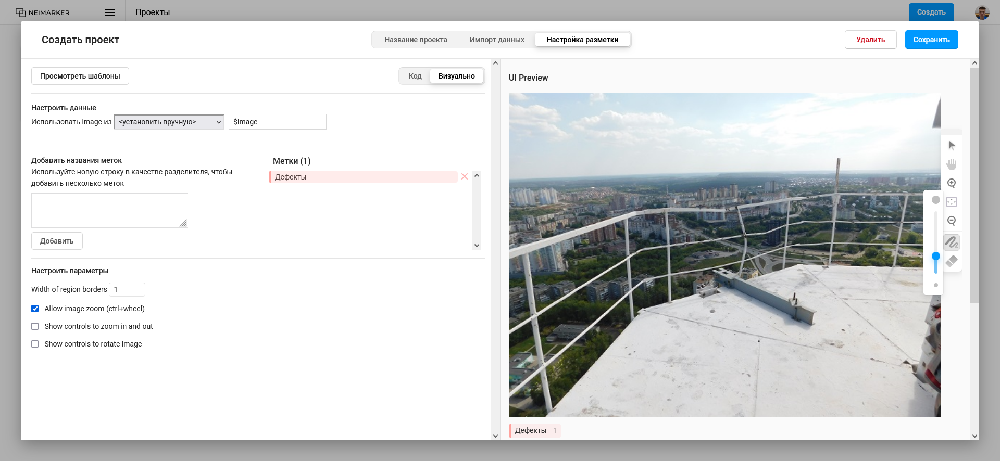 NEIMARKER
Проекты
Создать
Создать проект
Название проекта
Импорт данных
Настройка разметки
Удалить
Сохранить
Просмотреть шаблоны
Код
Визуально
Настроить данные
Использовать image из <установить вручную> $image
Добавить названия меток
Используйте новую строку в качестве разделителя, чтобы
добавить несколько меток
Добавить
Метки (1)
Дефекты
Настроить параметры
Width of region borders 1
Allow image zoom (ctrl+wheel)
Show controls to zoom in and out
Show controls to rotate image
UI Preview
Дефекты 1